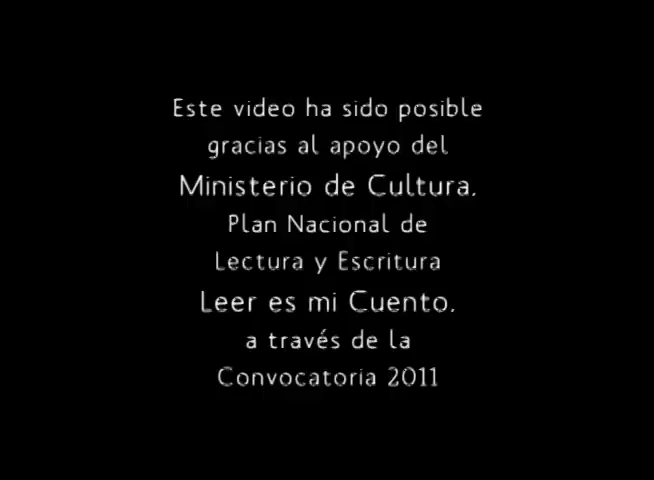 Este video ha sido posible
gracias al apoyo del
Ministerio de Cultura,
Plan Nacional de
Lectura y Escritura
Leer es mi Cuento,
a través de la
Convocatoria 2011